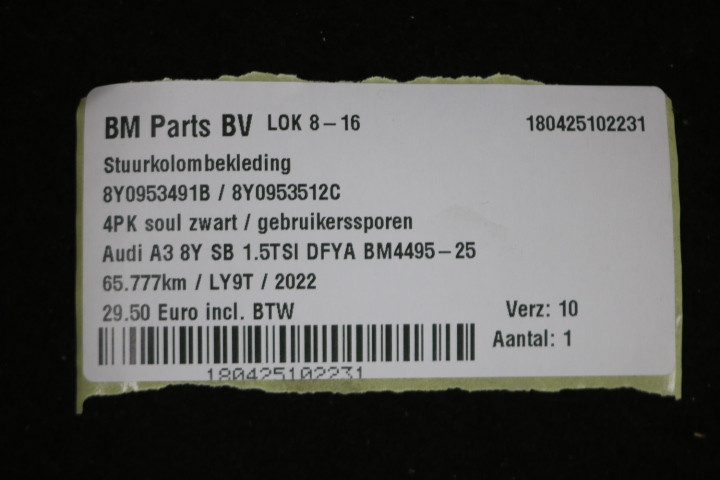 BM Parts BV LOK 8-16 180425102231
Stuurkolombekleding
8Y0953491B / 8Y0953512C
4PK soul zwart / gebruikerssporen
Audi A3 8Y SB 1.5TSI DFYA BM4495-25
65.777km / LY9T / 2022
29.50 Euro incl. BTW Verz: 10
Aantal: 1
180425102231